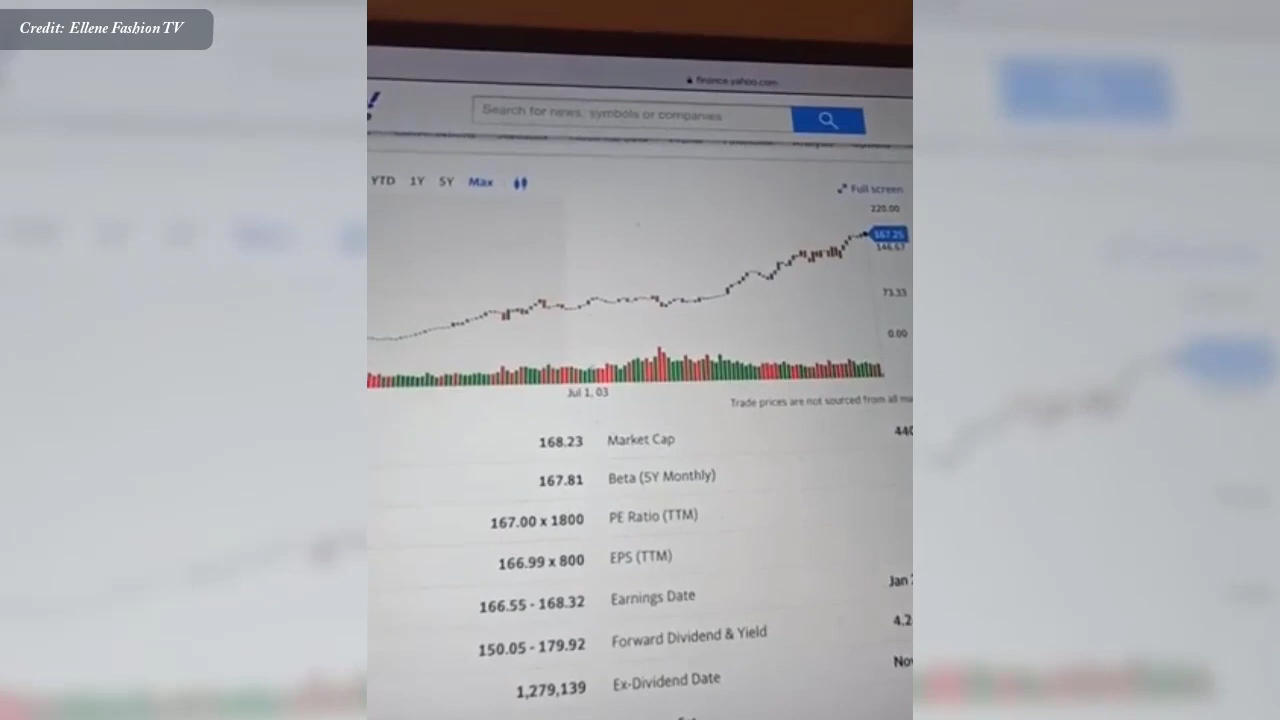 Credit: Ellene Fashion TV
finance.yahoo.com
!
Search for news, symbols or companies
YTD 1Y 5Y Max
Full screen
220.00
167.25
146.67
73.33
0.00
Jul 1, 03
Trade prices are not sourced from all
168.23 Market Cap 440
167.81 Beta (5Y Monthly)
167.00 x 1800 PE Ratio (TTM)
166.99 x 800 EPS (TTM)
166.55 - 168.32 Earnings Date Jan
150.05 - 179.92 Forward Dividend & Yield 4.2
1,279,139 Ex-Dividend Date Nov